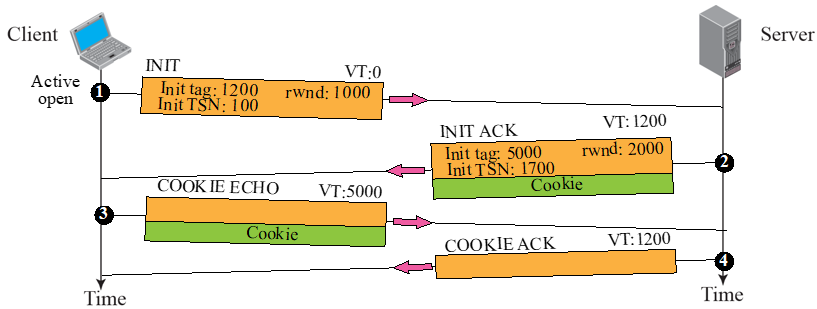 Client
Server
INIT
VT:0
Active
open
1
Init tag: 1200
rwnd: 1000
Init TSN: 100
VT: 1200
INIT ACK
Init tag: 5000
rwnd: 2000
Init TSN: 1700
2
Cookie
COOKIE ECHO
VT:5000
3
Cookie
COOKIE ACK
VT:1200
4
Time
Time